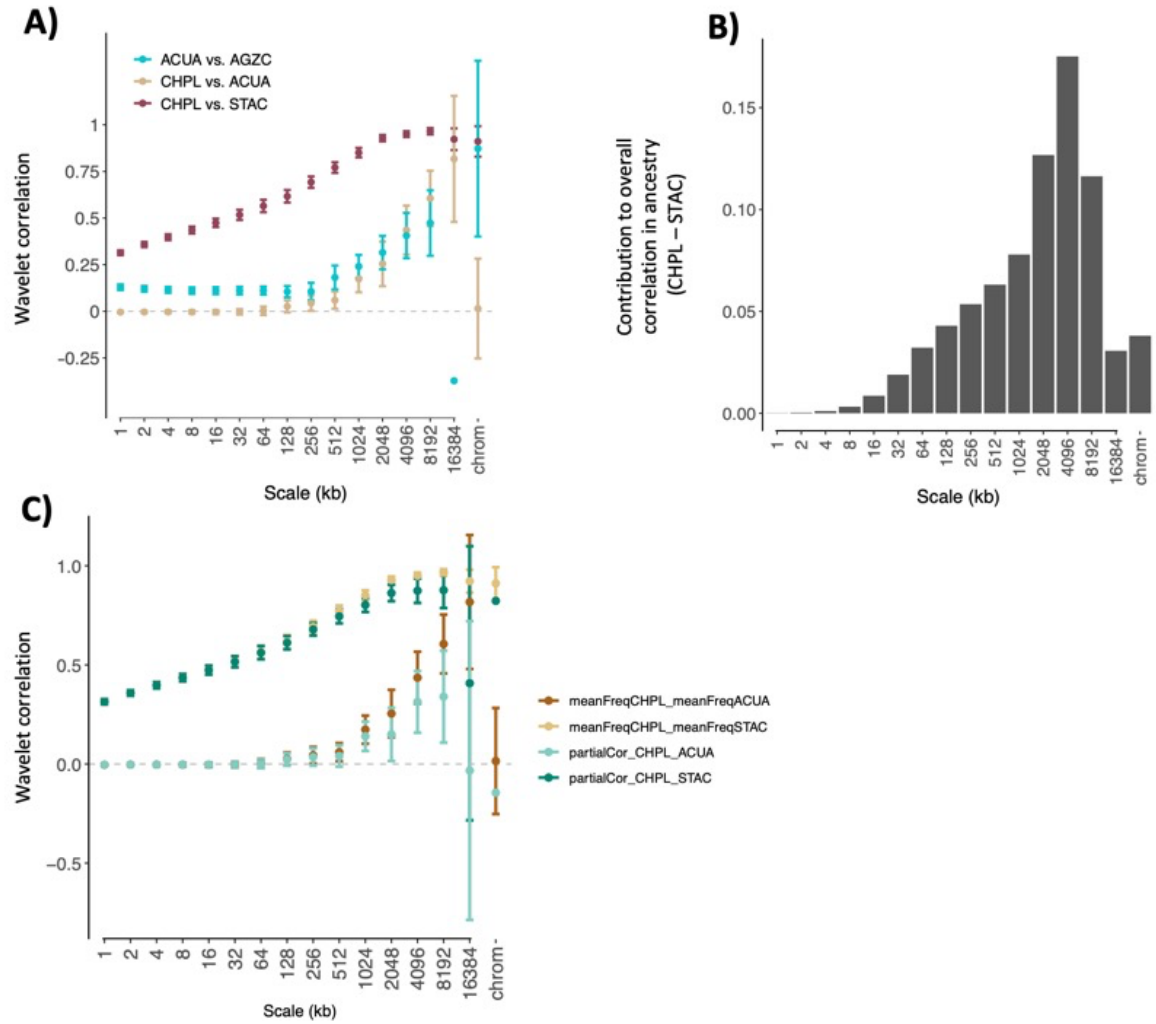 A)
ACUA vs. AGZC
CHPL vs. ACUA
CHPL vs. STAC
Wavelet correlation
1
0.75
0.5
0.25
0
−0.25
1 2 4 8 16 32 64 128 256 512 1024 2048 4096 8192 16384 chrom -
Scale (kb)
B)
Contribution to overall
correlation in ancestry
(CHPL – STAC)
0.15
0.10
0.05
0.00
1 2 4 8 16 32 64 128 256 512 1024 2048 4096 8192 16384 chrom -
Scale (kb)
C)
Wavelet correlation
1.0
0.5
0.0
−0.5
1 2 4 8 16 32 64 128 256 512 1024 2048 4096 8192 16384 chrom -
Scale (kb)
meanFreqCHPL_meanFreqACUA
meanFreqCHPL_meanFreqSTAC
partialCor_CHPL_ACUA
partialCor_CHPL_STAC